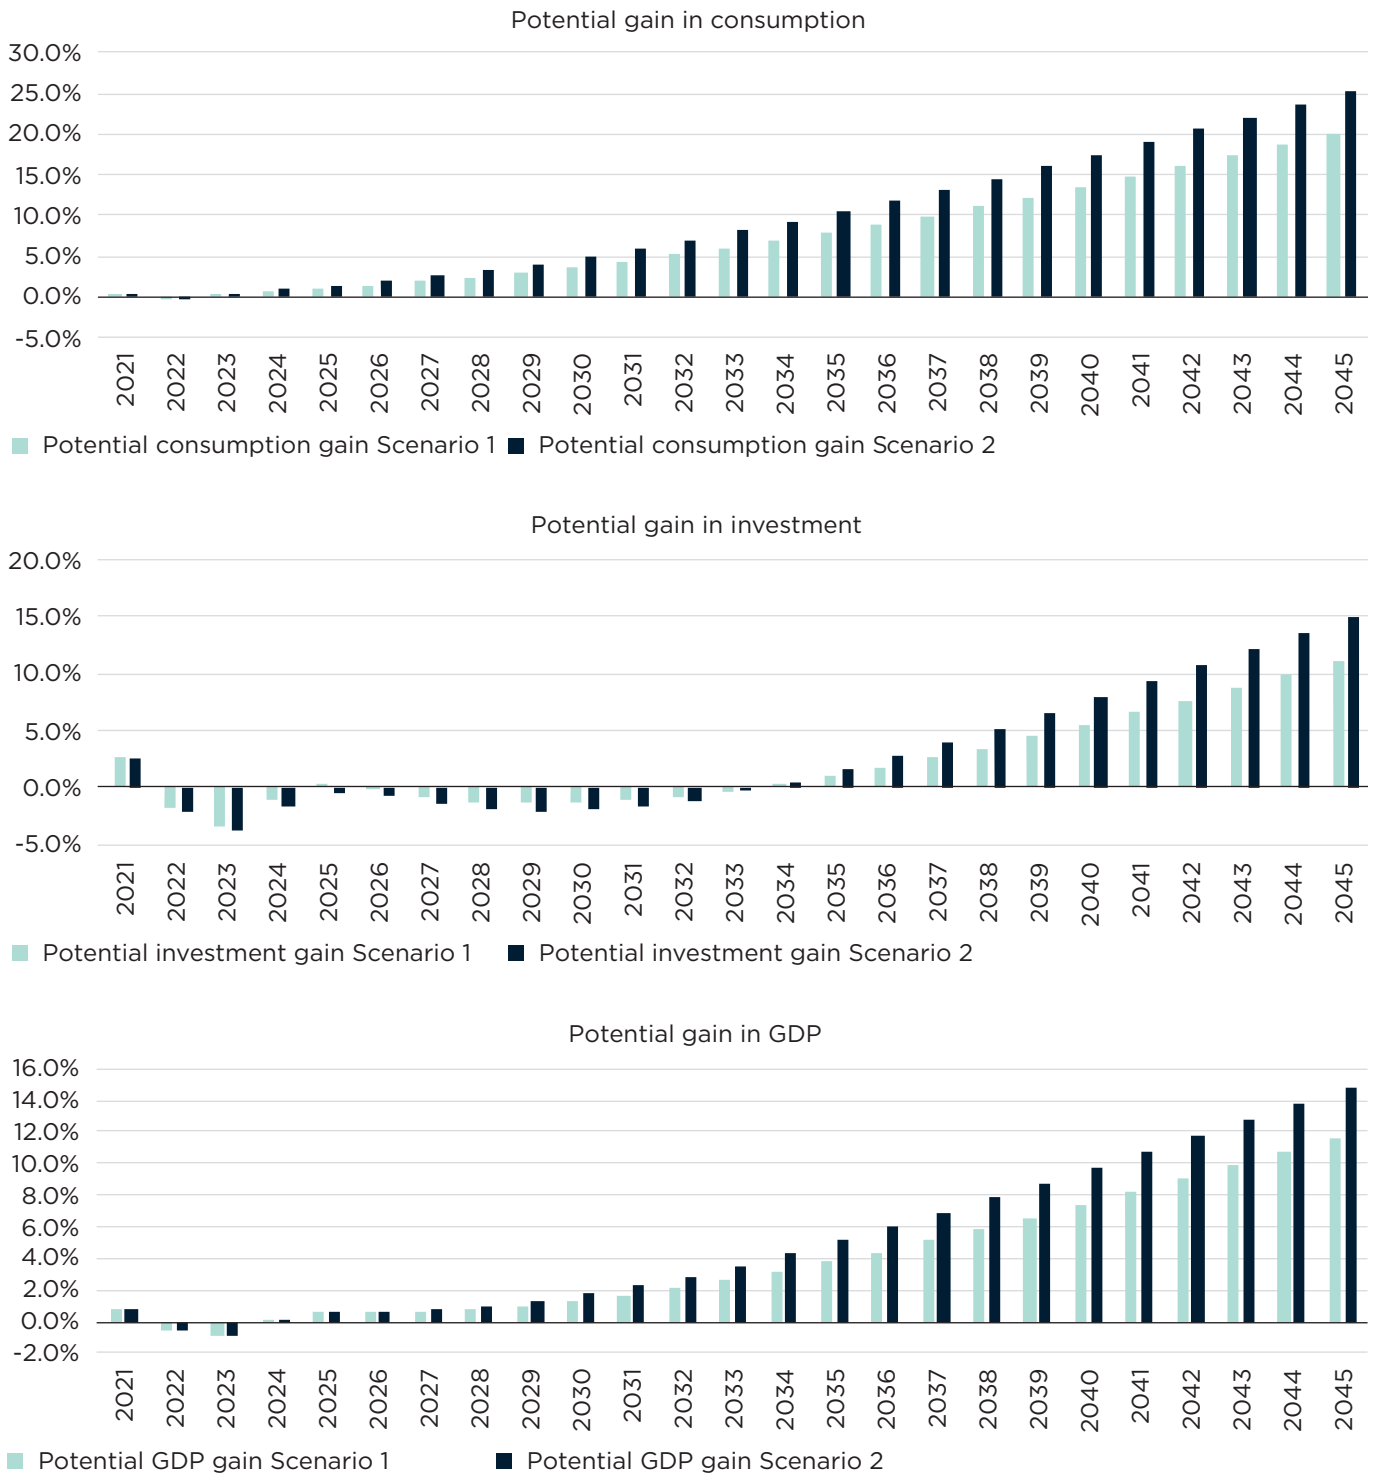 Potential gain in consumption
30.0%
25.0%
20.0%
15.0%
10.0%
5.0%
0.0%
-5.0%
2021 2022 2023 2024 2025 2026 2027 2028 2029 2030 2031 2032 2033 2034 2035 2036 2037 2038 2039 2040 2041 2042 2043 2044 2045
Potential consumption gain Scenario 1 Potential consumption gain Scenario 2
Potential gain in investment
20.0%
15.0%
10.0%
5.0%
0.0%
-5.0%
2021 2022 2023 2024 2025 2026 2027 2028 2029 2030 2031 2032 2033 2034 2035 2036 2037 2038 2039 2040 2041 2042 2043 2044 2045
Potential investment gain Scenario 1 Potential investment gain Scenario 2
Potential gain in GDP
16.0%
14.0%
12.0%
10.0%
8.0%
6.0%
4.0%
2.0%
0.0%
-2.0%
2021 2022 2023 2024 2025 2026 2027 2028 2029 2030 2031 2032 2033 2034 2035 2036 2037 2038 2039 2040 2041 2042 2043 2044 2045
Potential GDP gain Scenario 1 Potential GDP gain Scenario 2